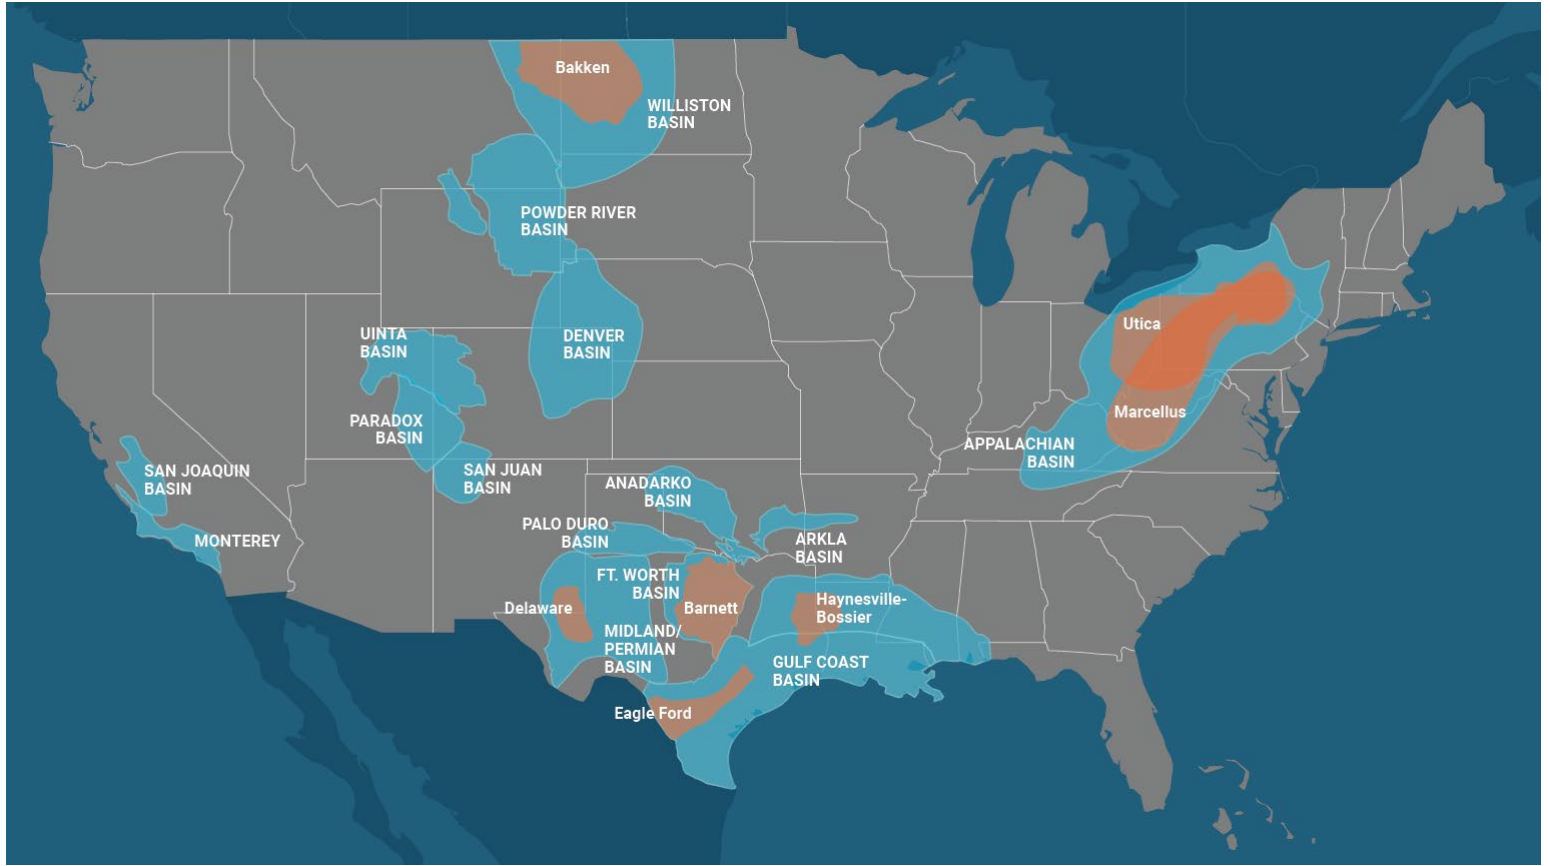 Bakken
WILLISTON
BASIN
POWDER RIVER
BASIN
UINTA
BASIN
DENVER
BASIN
Utica
Marcellus
APPALACHIAN
BASIN
PARADOX
BASIN
SAN JOAQUIN
BASIN
SAN JUAN
BASIN
ANADARKO
BASIN
MONTEREY
PALO DURO
BASIN
ARKLA
BASIN
FT. WORTH
BASIN
Delaware
Barnett
Haynesville-
Bossier
MIDLAND/
PERMIAN
BASIN
GULF COAST
BASIN
Eagle Ford